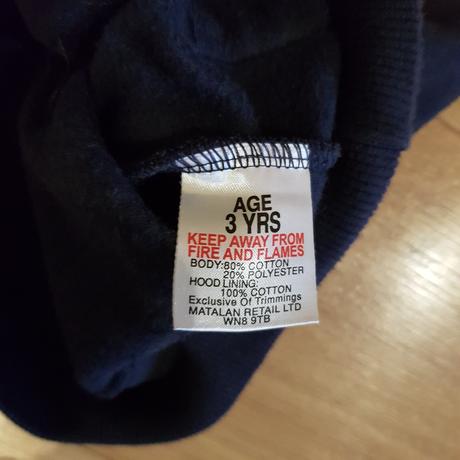 AGE
3 YRS
KEEP AWAY FROM
FIRE AND FLAMES
BODY:80% COTTON
20% POLYESTER
HOOD LINING:
100% COTTON
Exclusive Of Trimmings
MATALAN RETAIL LTD
WN8 9TB